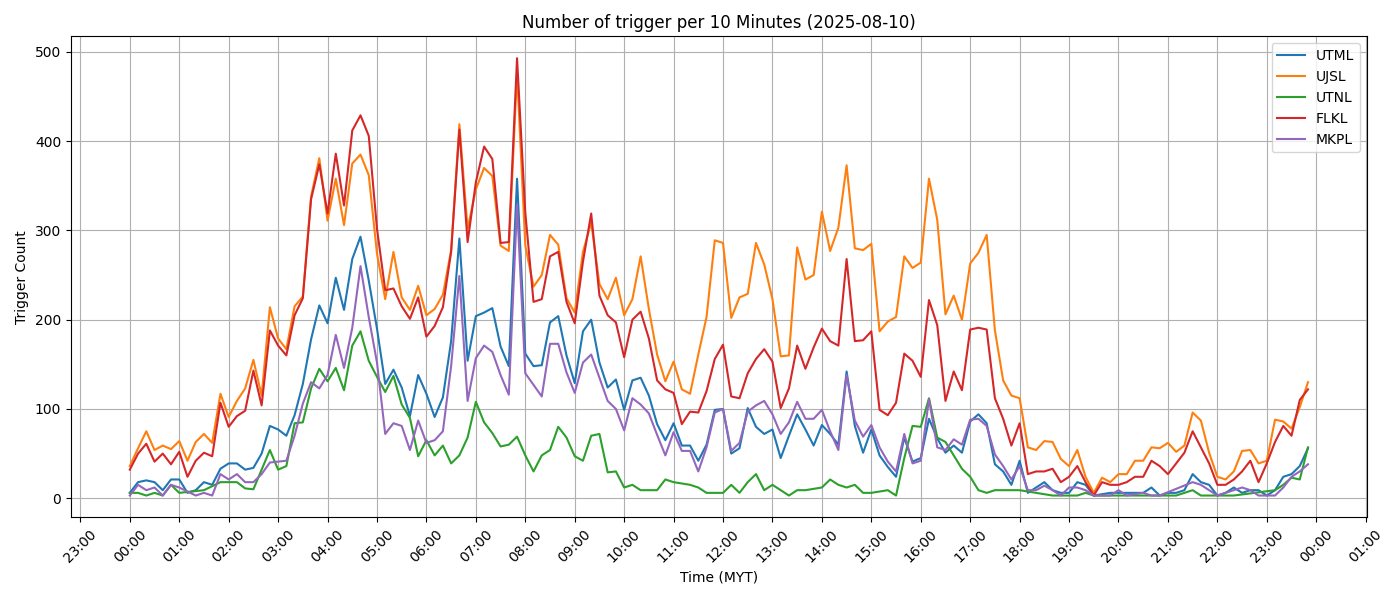 Number of trigger per 10 Minutes (2025-08-10)
Trigger Count
500
400
300
200
100
0
UTML
UJSL
UTNL
FLKL
MKPL
23:00 00:00 01:00 02:00 03:00 04:00 05:00 06:00 07:00 08:00 09:00 10:00 11:00 12:00 13:00 14:00 15:00 16:00 17:00 18:00 19:00 20:00 21:00 22:00 23:00 00:00 01:00
Time (MYT)